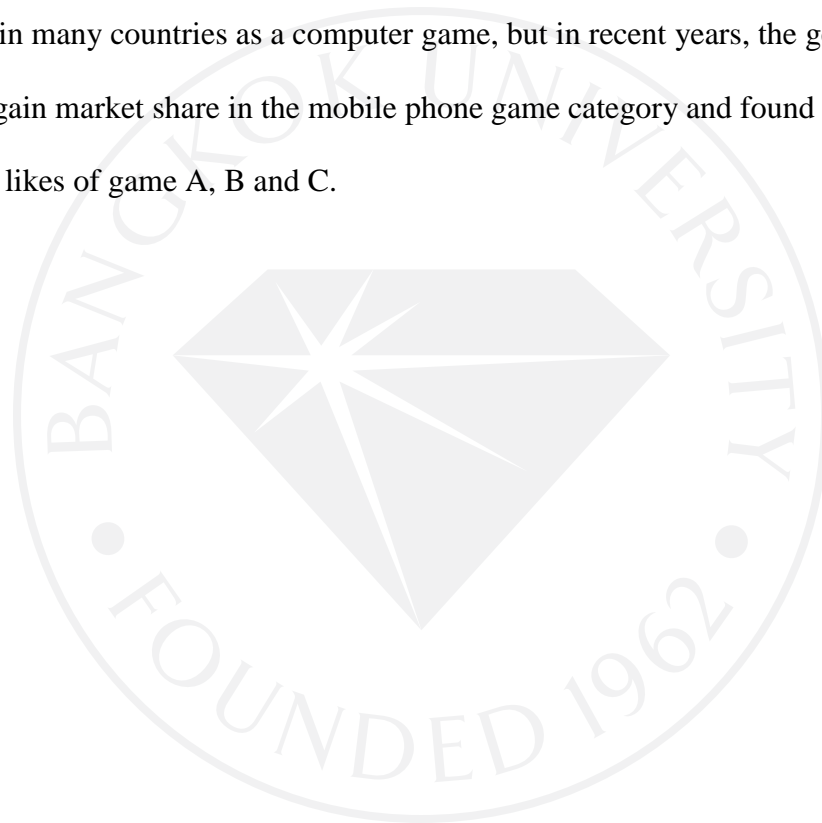 in many countries as a computer game, but in recent years, the g
gain market share in the mobile phone game category and found
likes of game A, B and C.
BANGKOK UNIVERSITY
FOUNDED 1962